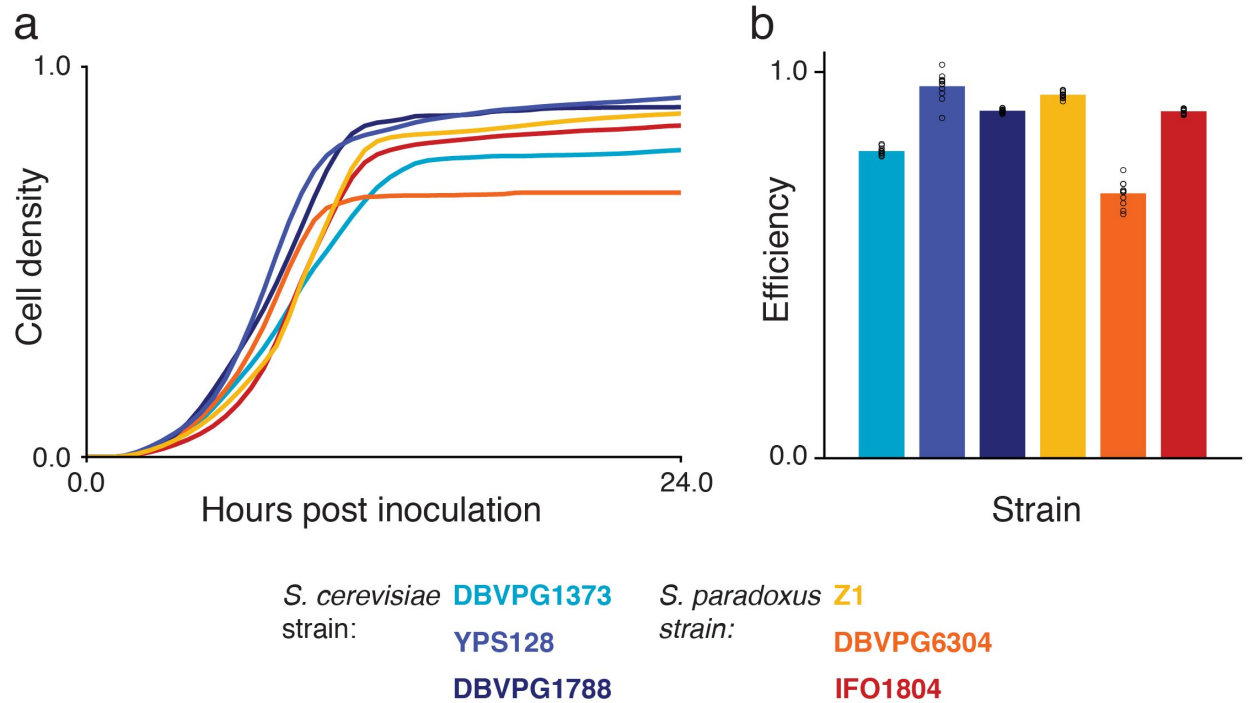 a
1.0
Cell density
0.0
0.0
24.0
Hours post inoculation
b
1.0
Efficiency
0.0
Strain
S. cerevisiae
strain:
DBVPG1373
YPS128
DBVPG1788
S. paradoxus
strain:
Z1
DBVPG6304
IFO1804